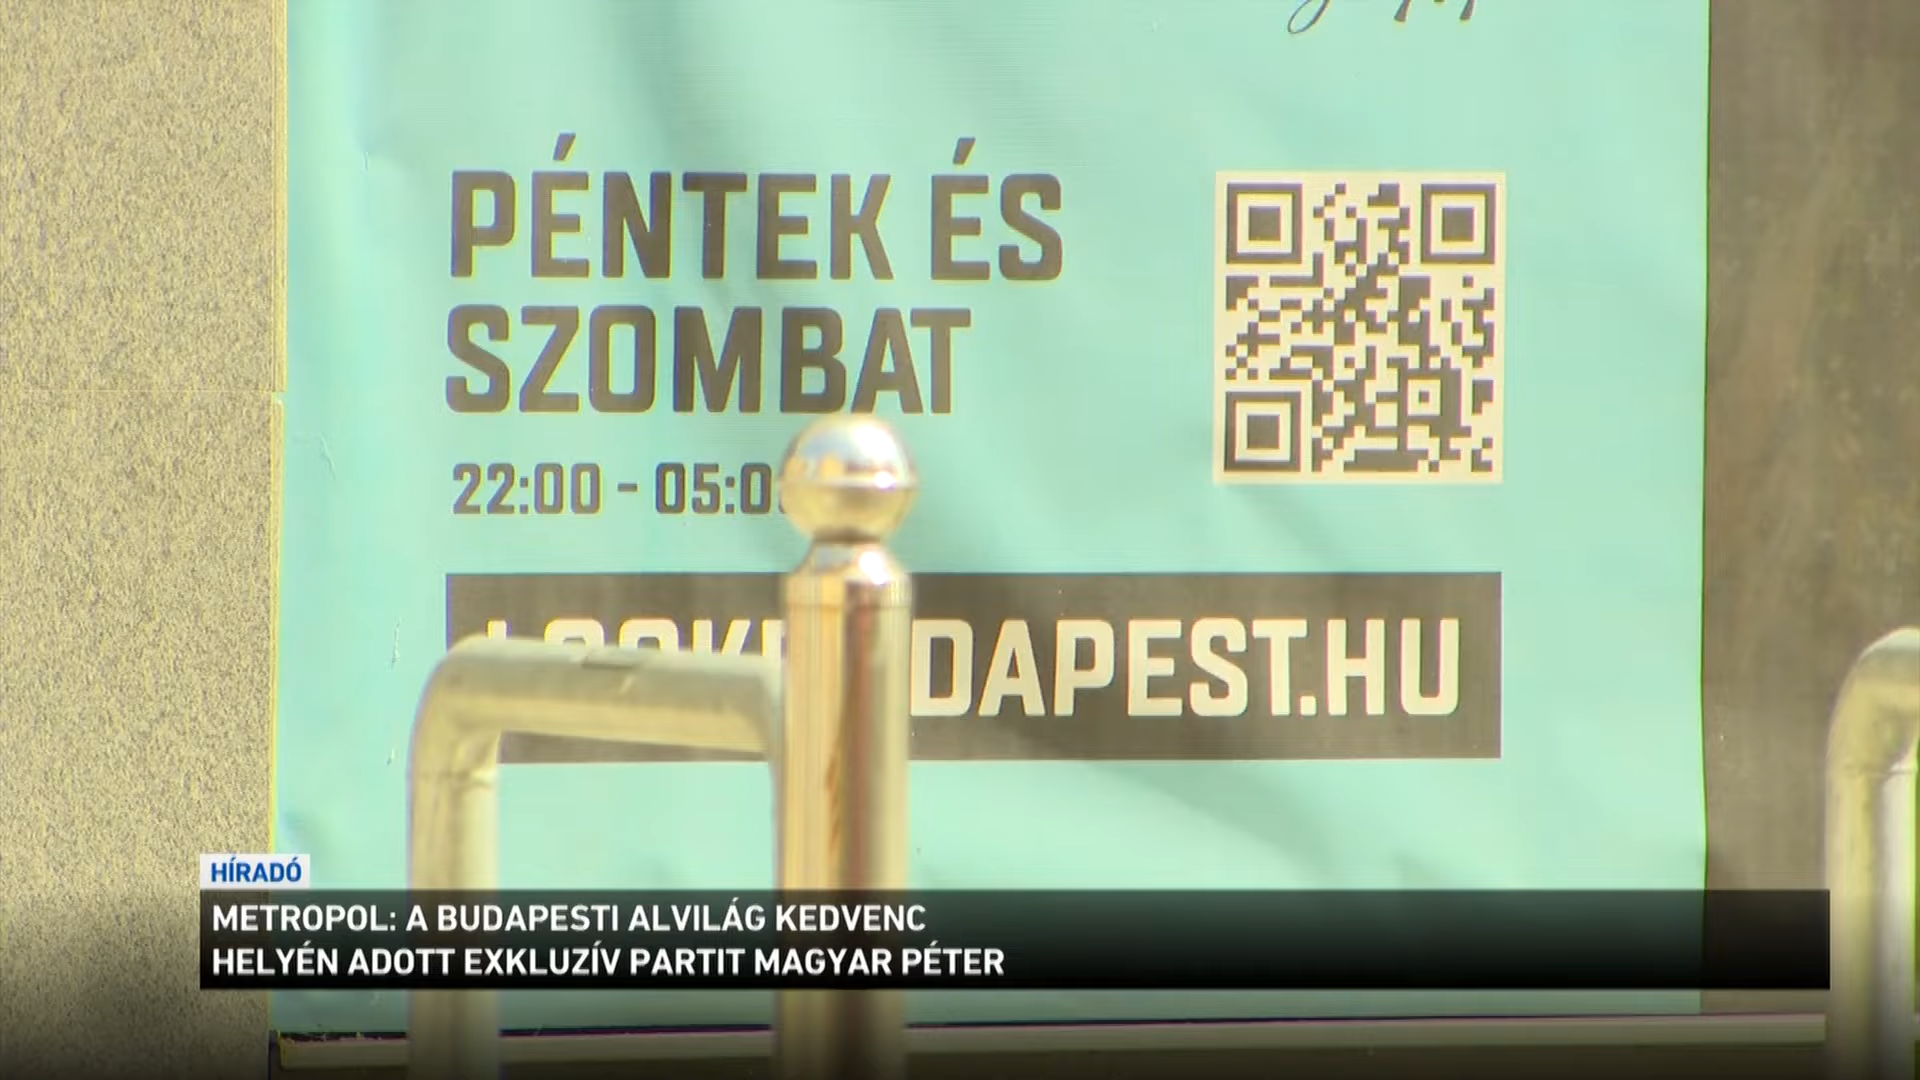 PÉNTEK ÉS
SZOMBAT
22:00 - 05:0
DAPEST.HU
HÍRADÓ
METROPOL: A BUDAPESTI ALVILÁG KEDVENC
HELYÉN ADOTT EXKLUZÍV PARTIT MAGYAR PÉTER